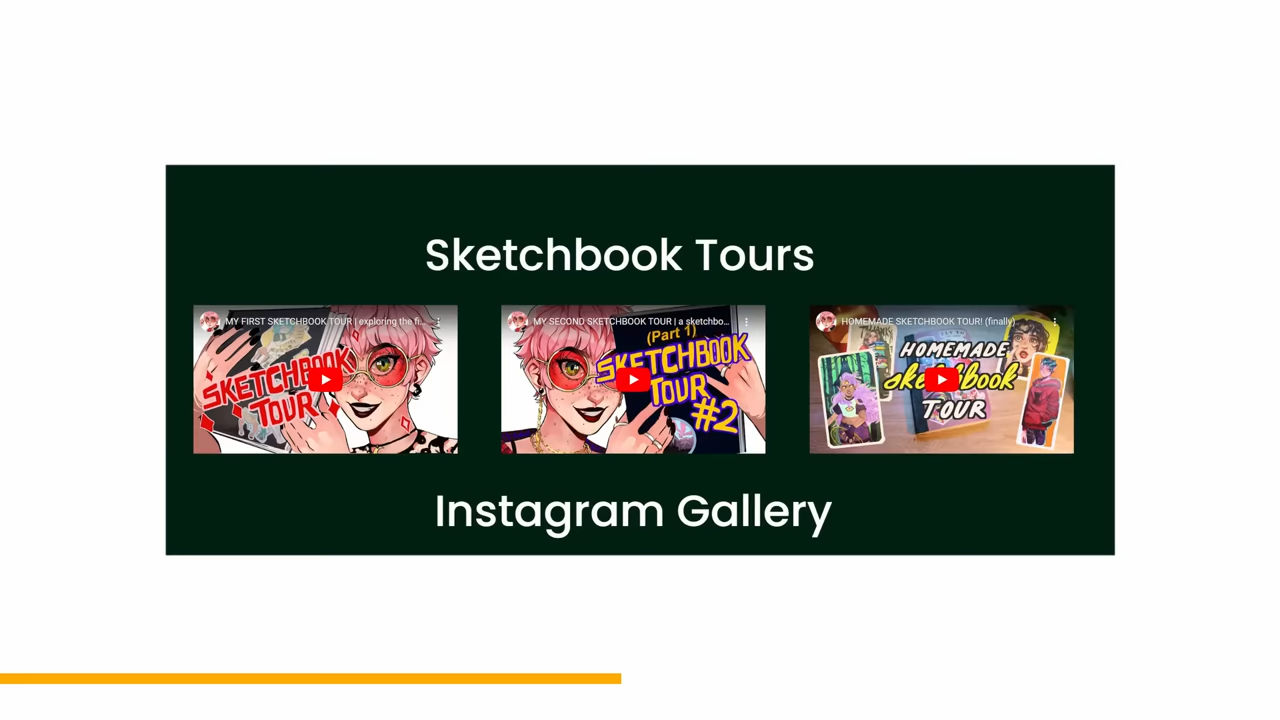 Sketchbook Tours
MY FIRST SKETCHBOOK TOUR | exploring the fi...
SKETCHBOOK
TOUR
MY SECOND SKETCHBOOK TOUR | a sketchbo...
(Part 1)
SKETCHBOOK
TOUR
#2
HOMEMADE SKETCHBOOK TOUR! (finally)
HOMEMADE
sketchbook
TOUR
Instagram Gallery